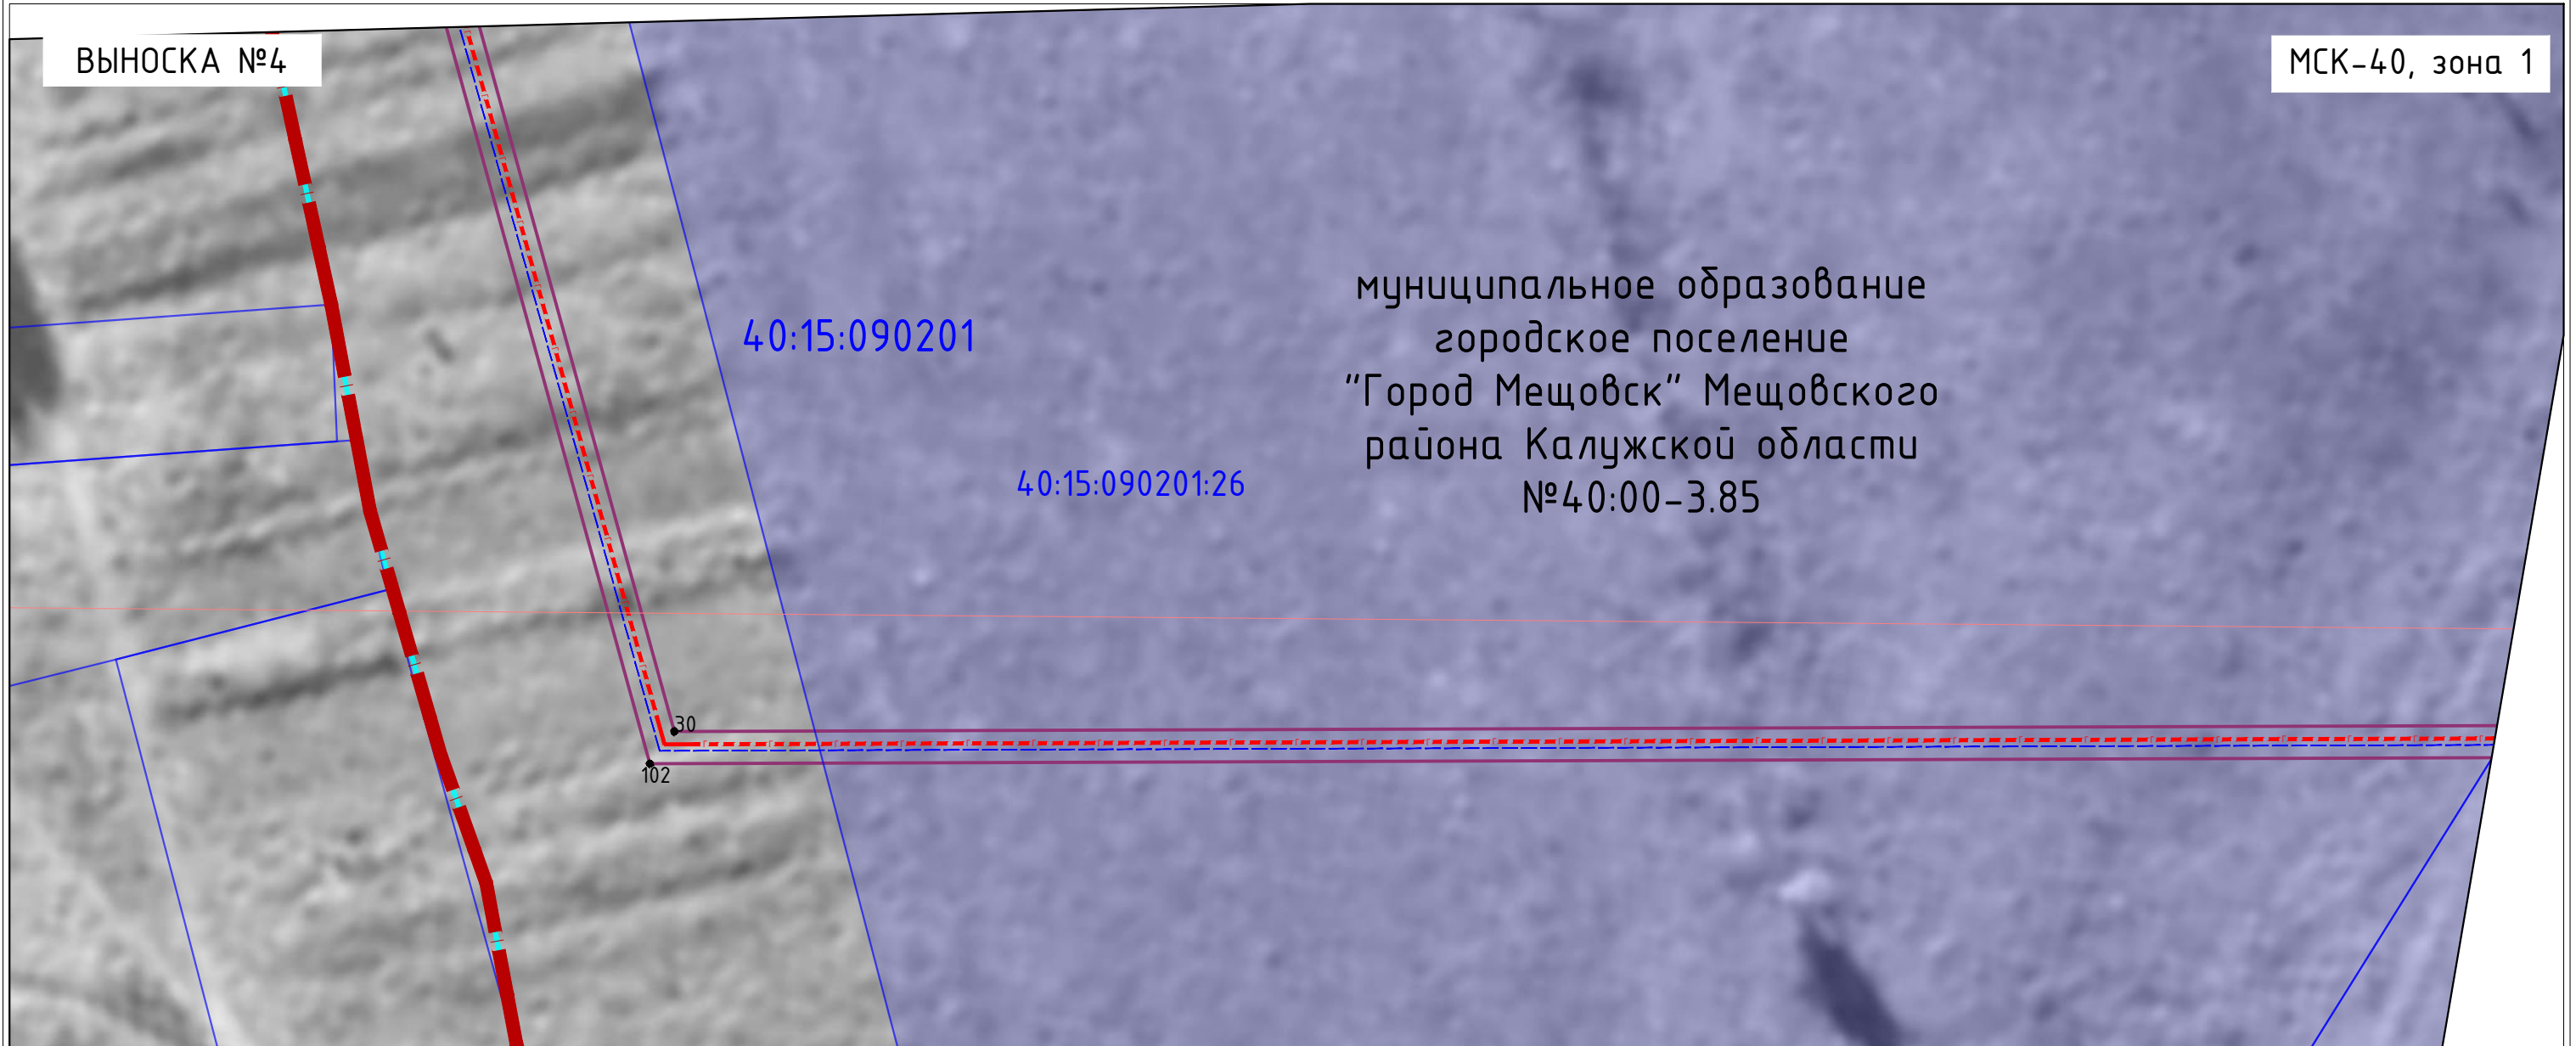 ВЫНОСКА №4
МСК-40, зона 1
муниципальное образование
городское поселение
"Город Мещовск" Мещовского
района Калужской области
№40:00-3.85
40:15:090201
40:15:090201:26
30
102